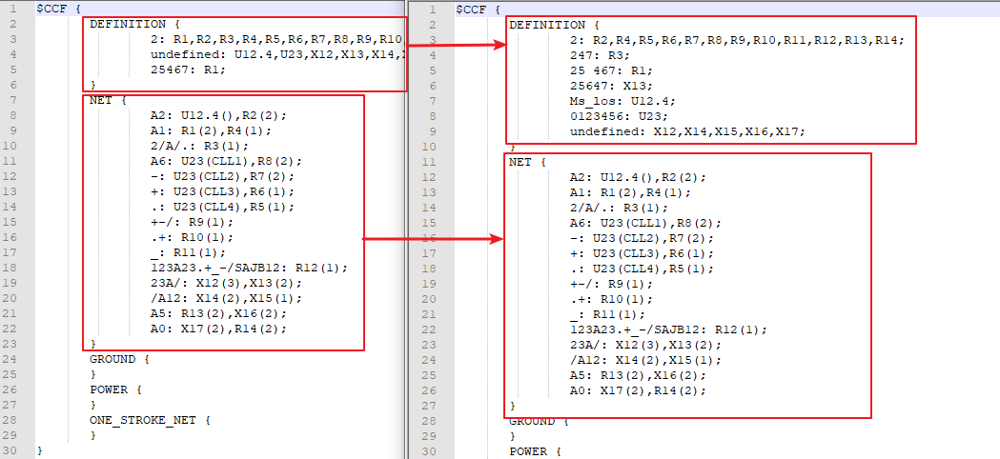 1 $CCF {
2 DEFINITION {
3 2: R1,R2,R3,R4,R5,R6,R7,R8,R9,R10
4 undefined: U12.4,U23,X12,X13,X14,
5 25467: R1;
6 }
7 NET {
8 A2: U12.4(),R2(2);
9 A1: R1(2),R4(1);
10 2/A/.: R3(1);
11 A6: U23(CLL1),R8(2);
12 -: U23(CLL2),R7(2);
13 +: U23(CLL3),R6(1);
14 .: U23(CLL4),R5(1);
15 +-/: R9(1);
16 .+: R10(1);
17 _: R11(1);
18 123A23.+_-/SAJB12: R12(1);
19 23A/: X12(3),X13(2);
20 /A12: X14(2),X15(1);
21 A5: R13(2),X16(2);
22 A0: X17(2),R14(2);
23 }
24 GROUND {
25 }
26 POWER {
27 }
28 ONE_STROKE_NET {
29 }
30 }
1 $CCF {
2 DEFINITION {
3 2: R2,R4,R5,R6,R7,R8,R9,R10,R11,R12,R13,R14;
4 247: R3;
5 25 467: R1;
6 25647: X13;
7 Ms_los: U12.4;
8 0123456: U23;
9 undefined: X12,X14,X15,X16,X17;
10 }
11 NET {
12 A2: U12.4(),R2(2);
13 A1: R1(2),R4(1);
14 2/A/.: R3(1);
15 A6: U23(CLL1),R8(2);
16 -: U23(CLL2),R7(2);
17 +: U23(CLL3),R6(1);
18 .: U23(CLL4),R5(1);
19 +-/: R9(1);
20 .+: R10(1);
21 _: R11(1);
22 123A23.+_-/SAJB12: R12(1);
23 23A/: X12(3),X13(2);
24 /A12: X14(2),X15(1);
25 A5: R13(2),X16(2);
26 A0: X17(2),R14(2);
27 }
28 GROUND {
29 }
30 POWER {